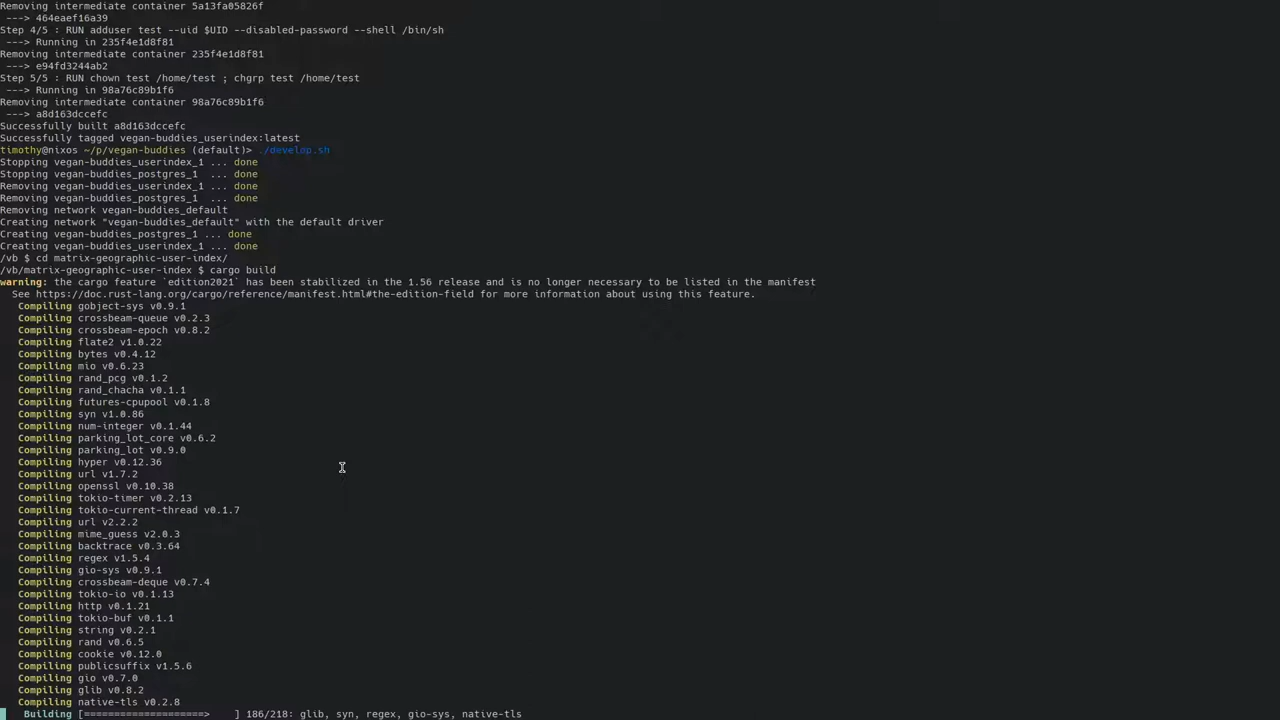 Removing intermediate container 5a13fa05826f
 ---> 464eaef16a39
Step 4/5 : RUN adduser test --uid $UID --disabled-password --shell /bin/sh
 ---> Running in 235f4e1d8f81
Removing intermediate container 235f4e1d8f81
 ---> e94fd3244ab2
Step 5/5 : RUN chown test /home/test ; chgrp test /home/test
 ---> Running in 98a76c89b1f6
Removing intermediate container 98a76c89b1f6
 ---> a8d163dccefc
Successfully built a8d163dccefc
Successfully tagged vegan-buddies_userindex:latest
timothy@nixos ~/p/vegan-buddies (default)> ./develop.sh
Stopping vegan-buddies_userindex_1 ... done
Stopping vegan-buddies_postgres_1  ... done
Removing vegan-buddies_userindex_1 ... done
Removing vegan-buddies_postgres_1  ... done
Removing network vegan-buddies_default
Creating network "vegan-buddies_default" with the default driver
Creating vegan-buddies_postgres_1 ... done
Creating vegan-buddies_userindex_1 ... done
/vb $ cd matrix-geographic-user-index/
/vb/matrix-geographic-user-index $ cargo build
warning: the cargo feature `edition2021` has been stabilized in the 1.56 release and is no longer necessary to be listed in the manifest
  See https://doc.rust-lang.org/cargo/reference/manifest.html#the-edition-field for more information about using this feature.
   Compiling gobject-sys v0.9.1
   Compiling crossbeam-queue v0.2.3
   Compiling crossbeam-epoch v0.8.2
   Compiling flate2 v1.0.22
   Compiling bytes v0.4.12
   Compiling mio v0.6.23
   Compiling rand_pcg v0.1.2
   Compiling rand_chacha v0.1.1
   Compiling futures-cpupool v0.1.8
   Compiling syn v1.0.86
   Compiling num-integer v0.1.44
   Compiling parking_lot_core v0.6.2
   Compiling parking_lot v0.9.0
   Compiling hyper v0.12.36
   Compiling url v1.7.2
   Compiling openssl v0.10.38
   Compiling tokio-timer v0.2.13
   Compiling tokio-current-thread v0.1.7
   Compiling url v2.2.2
   Compiling mime_guess v2.0.3
   Compiling backtrace v0.3.64
   Compiling regex v1.5.4
   Compiling gio-sys v0.9.1
   Compiling crossbeam-deque v0.7.4
   Compiling tokio-io v0.1.13
   Compiling http v0.1.21
   Compiling tokio-buf v0.1.1
   Compiling string v0.2.1
   Compiling rand v0.6.5
   Compiling cookie v0.12.0
   Compiling publicsuffix v1.5.6
   Compiling gio v0.7.0
   Compiling glib v0.8.2
   Compiling native-tls v0.2.8
    Building [====================>    ] 186/218: glib, syn, regex, gio-sys, native-tls